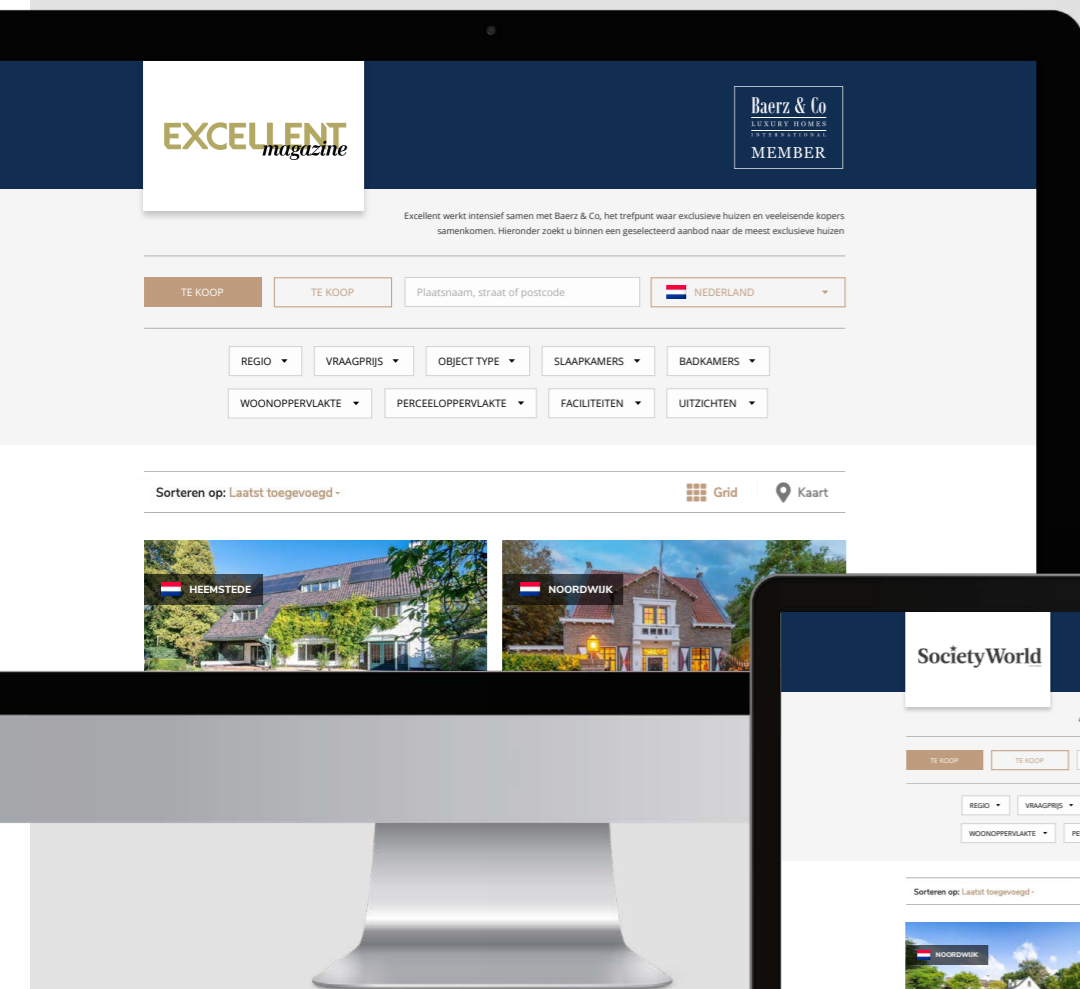 EXCELLENT
magazine
Baerz & Co
LUXURY HOMES
INTERNATIONAL
MEMBER
Excellent werkt intensief samen met Baerz & Co, het trefpunt waar exclusieve huizen en veeleisende kopers
samenkomen. Hieronder zoekt u binnen een geselecteerd aanbod naar de meest exclusieve huizen
TE KOOP TE KOOP Plaatsnaam, straat of postcode NEDERLAND
REGIO VRAAGPRIJS OBJECT TYPE SLAAPKAMERS BADKAMERS
WOONOPPERVLAKTE PERCEELOPPERVLAKTE FACILITEITEN UITZICHTEN
Sorteren op: Laatst toegevoegd - Grid Kaart
HEEMSTEDE NOORDWIJK
SocietyWorld
TE KOOP TE KOOP
REGIO VRAAGPRIJS
WOONOPPERVLAKTE PE
Sorteren op: Laatst toegevoegd -
NOORDWIJK